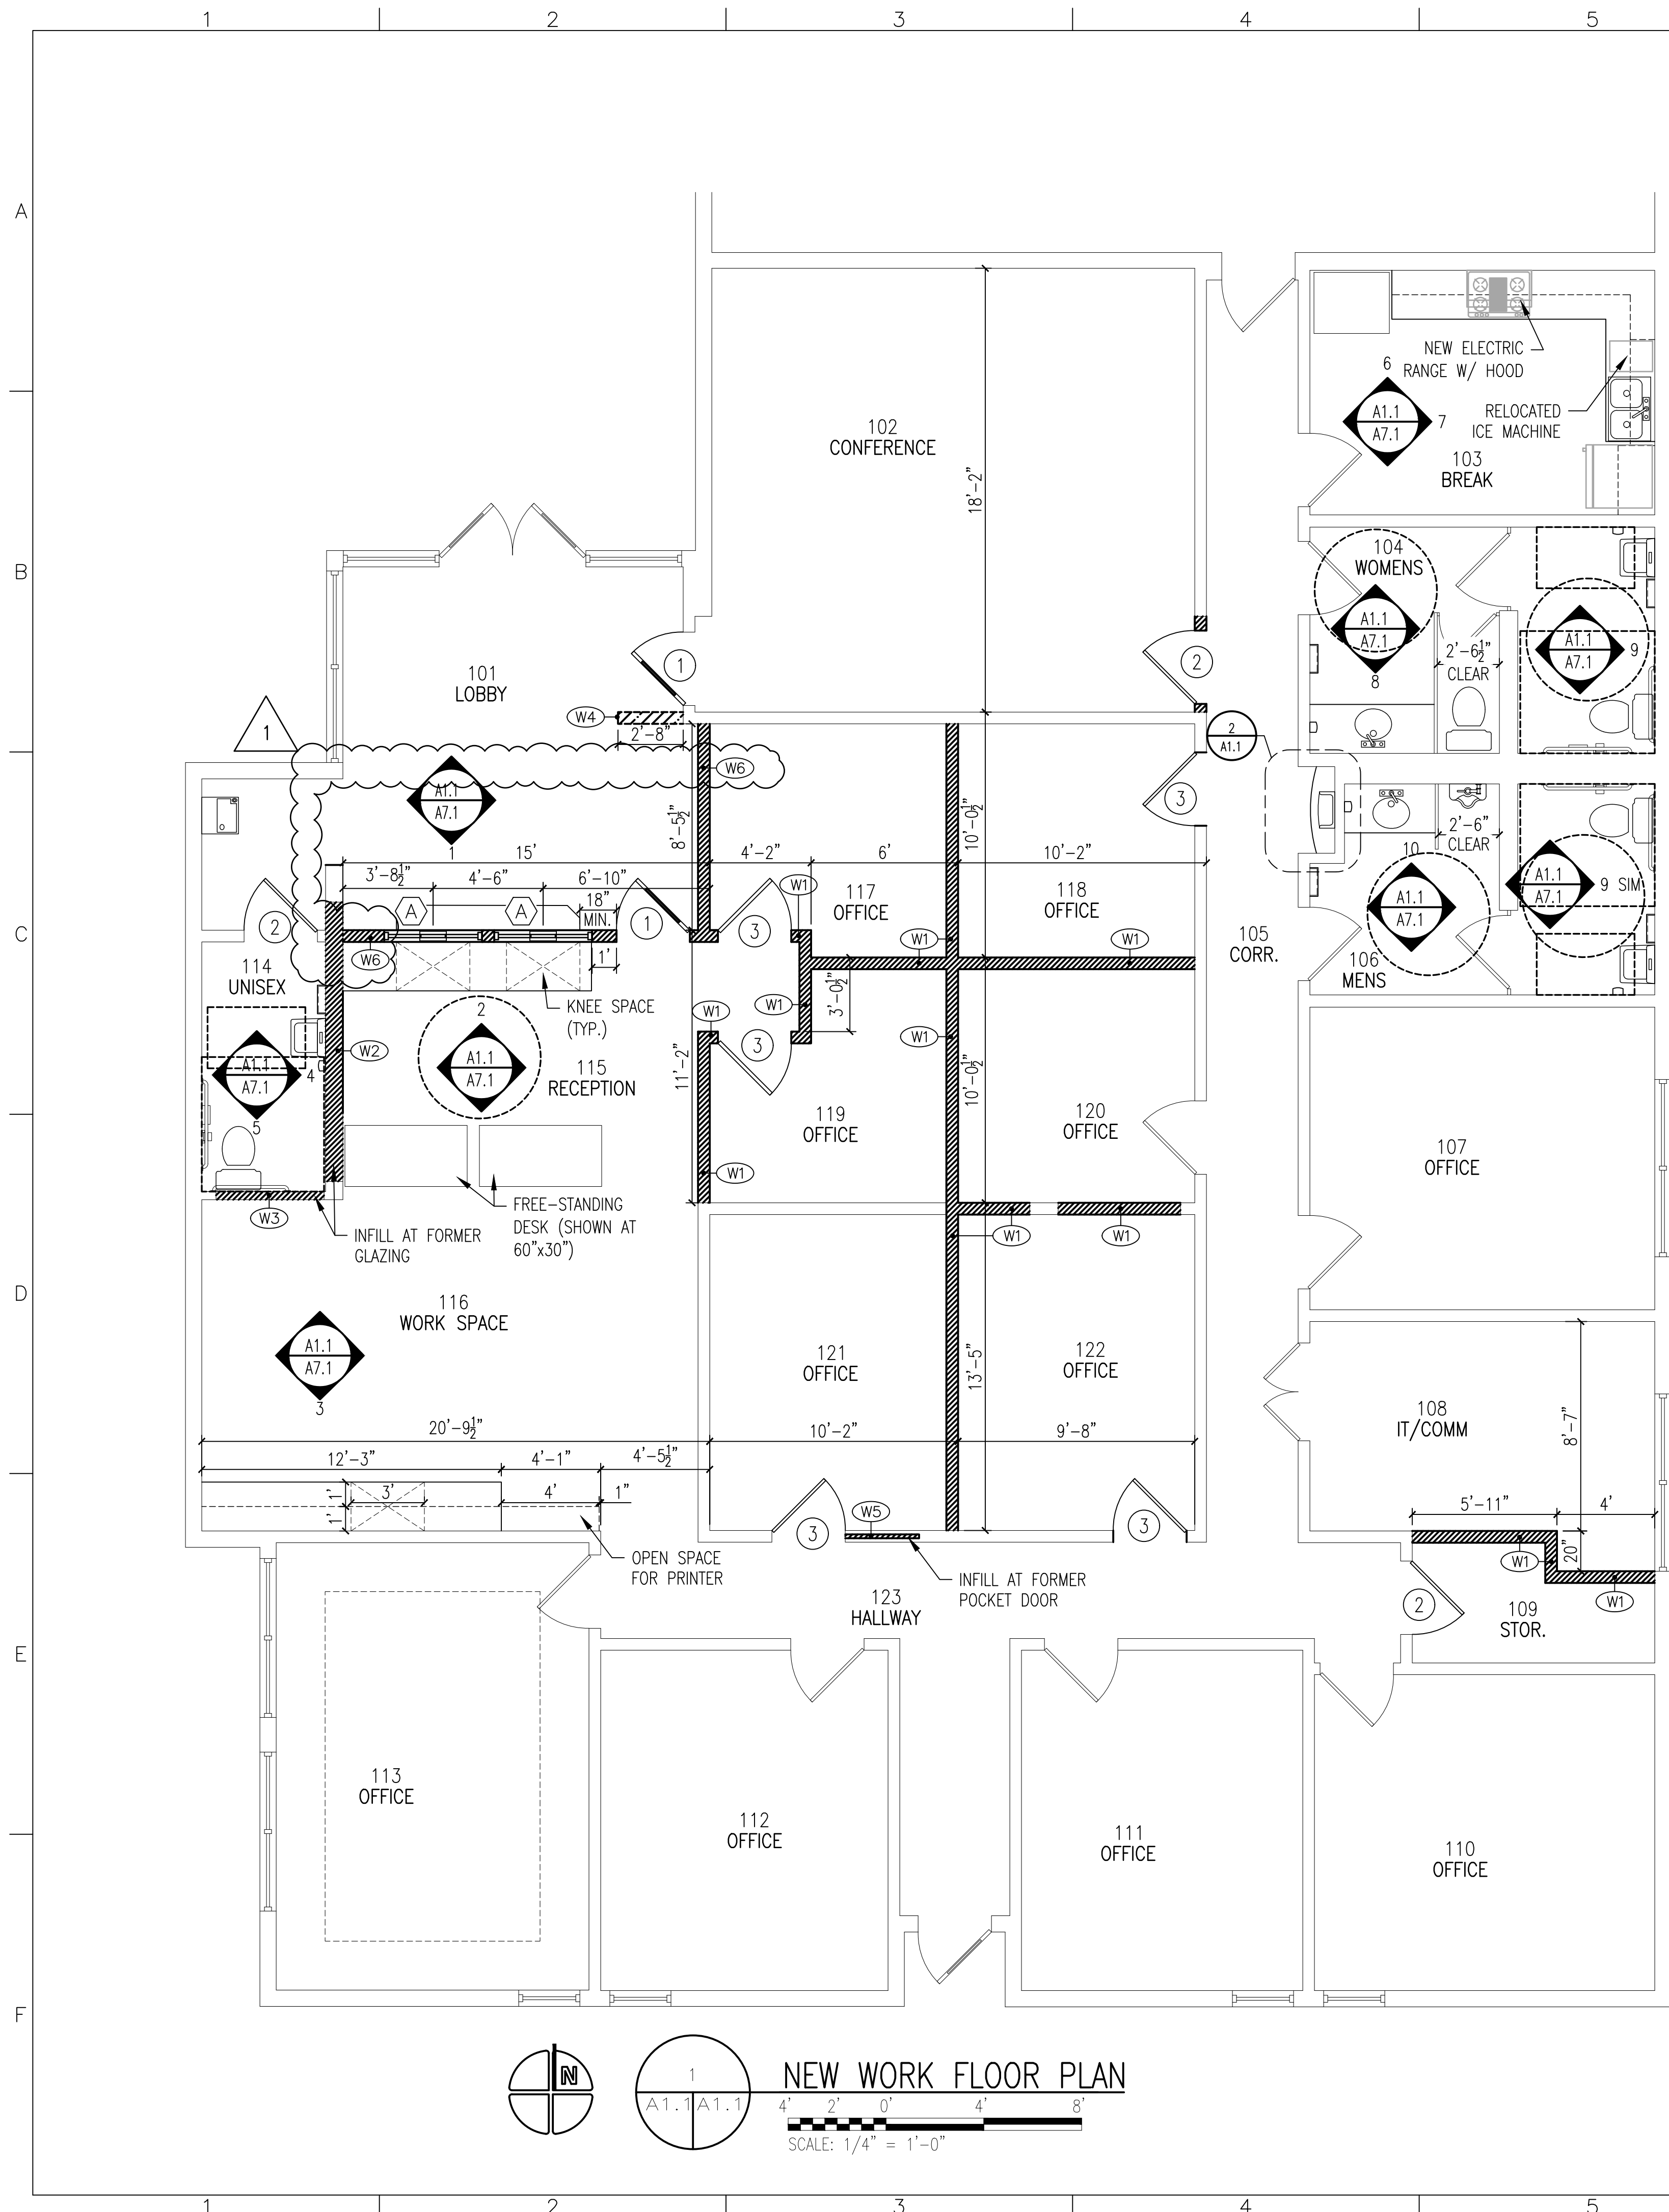 1 2 3 4 5
A
B
C
D
E
F
102
CONFERENCE
18'-2"
NEW ELECTRIC
RANGE W/ HOOD
6
A1.1
A7.1
7
RELOCATED
ICE MACHINE
103
BREAK
101
LOBBY
1
2
104
WOMENS
A1.1
A7.1
8
2'-6½"
CLEAR
A1.1
A7.1
9
W4
2'-8"
1
W6
2
A1.1
A1.1
A7.1
1
8'-5½"
10'-0½"
3
15'
4'-2"
6'
10'-2"
3'-8½"
4'-6"
6'-10"
18"
MIN.
A
A
W1
117
OFFICE
118
OFFICE
2'-6"
CLEAR
10
A1.1
A7.1
A1.1
A7.1
9 SIM
2
1
3
W1
W1
105
CORR.
106
MENS
W6
1'
114
UNISEX
KNEE SPACE
(TYP.)
W1
W1
3'-0½"
W1
W2
2
A1.1
A7.1
115
RECEPTION
3
11'-2"
10'-0½"
A1.1
A7.1
4
5
119
OFFICE
120
OFFICE
107
OFFICE
W1
W3
INFILL AT FORMER
GLAZING
FREE-STANDING
DESK (SHOWN AT
60"x30")
W1
W1
116
WORK SPACE
A1.1
A7.1
3
121
OFFICE
122
OFFICE
13'-5"
108
IT/COMM
8'-7"
20'-9½"
10'-2"
9'-8"
12'-3"
4'-1"
4'-5½"
1'
1'
3'
4'
1"
5'-11"
4'
3
W5
3
W1
20"
W1
OPEN SPACE
FOR PRINTER
INFILL AT FORMER
POCKET DOOR
123
HALLWAY
2
109
STOR.
113
OFFICE
112
OFFICE
111
OFFICE
110
OFFICE
N
1
A1.1 A1.1
NEW WORK FLOOR PLAN
4' 2' 0' 4' 8'
SCALE: 1/4" = 1'-0"
1 2 3 4 5